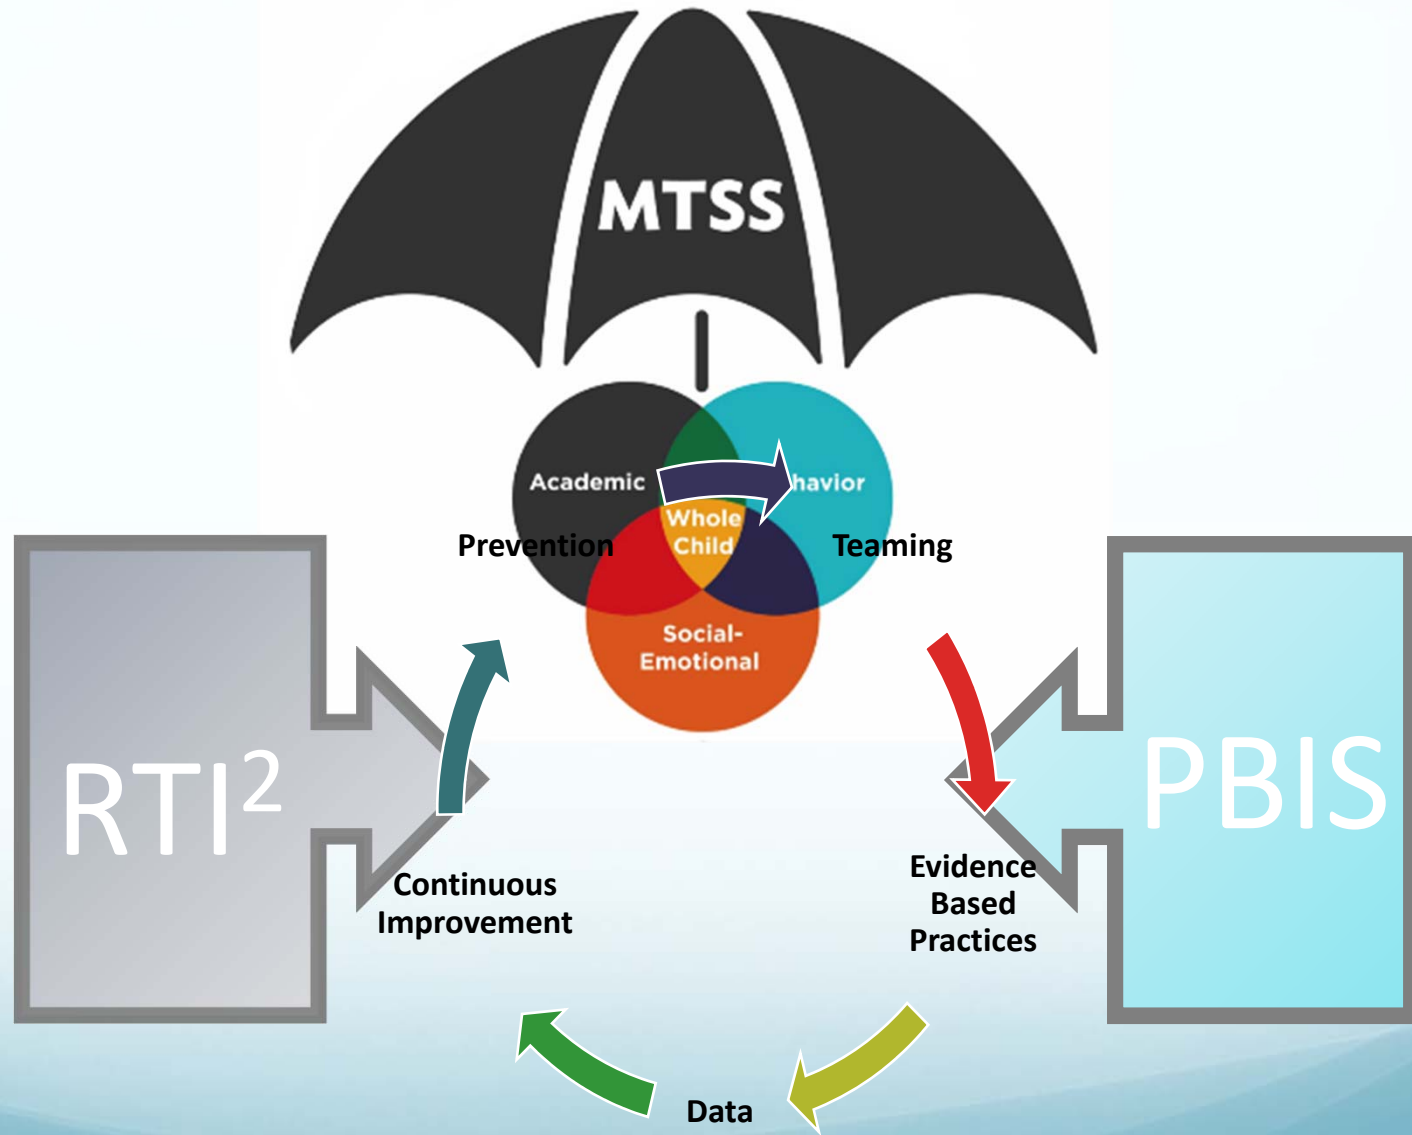 MTSS
Academic
havior
Whole
Child
Prevention
Teaming
Social-
Emotional
RTI²
PBIS
Evidence
Based
Practices
Continuous
Improvement
Data